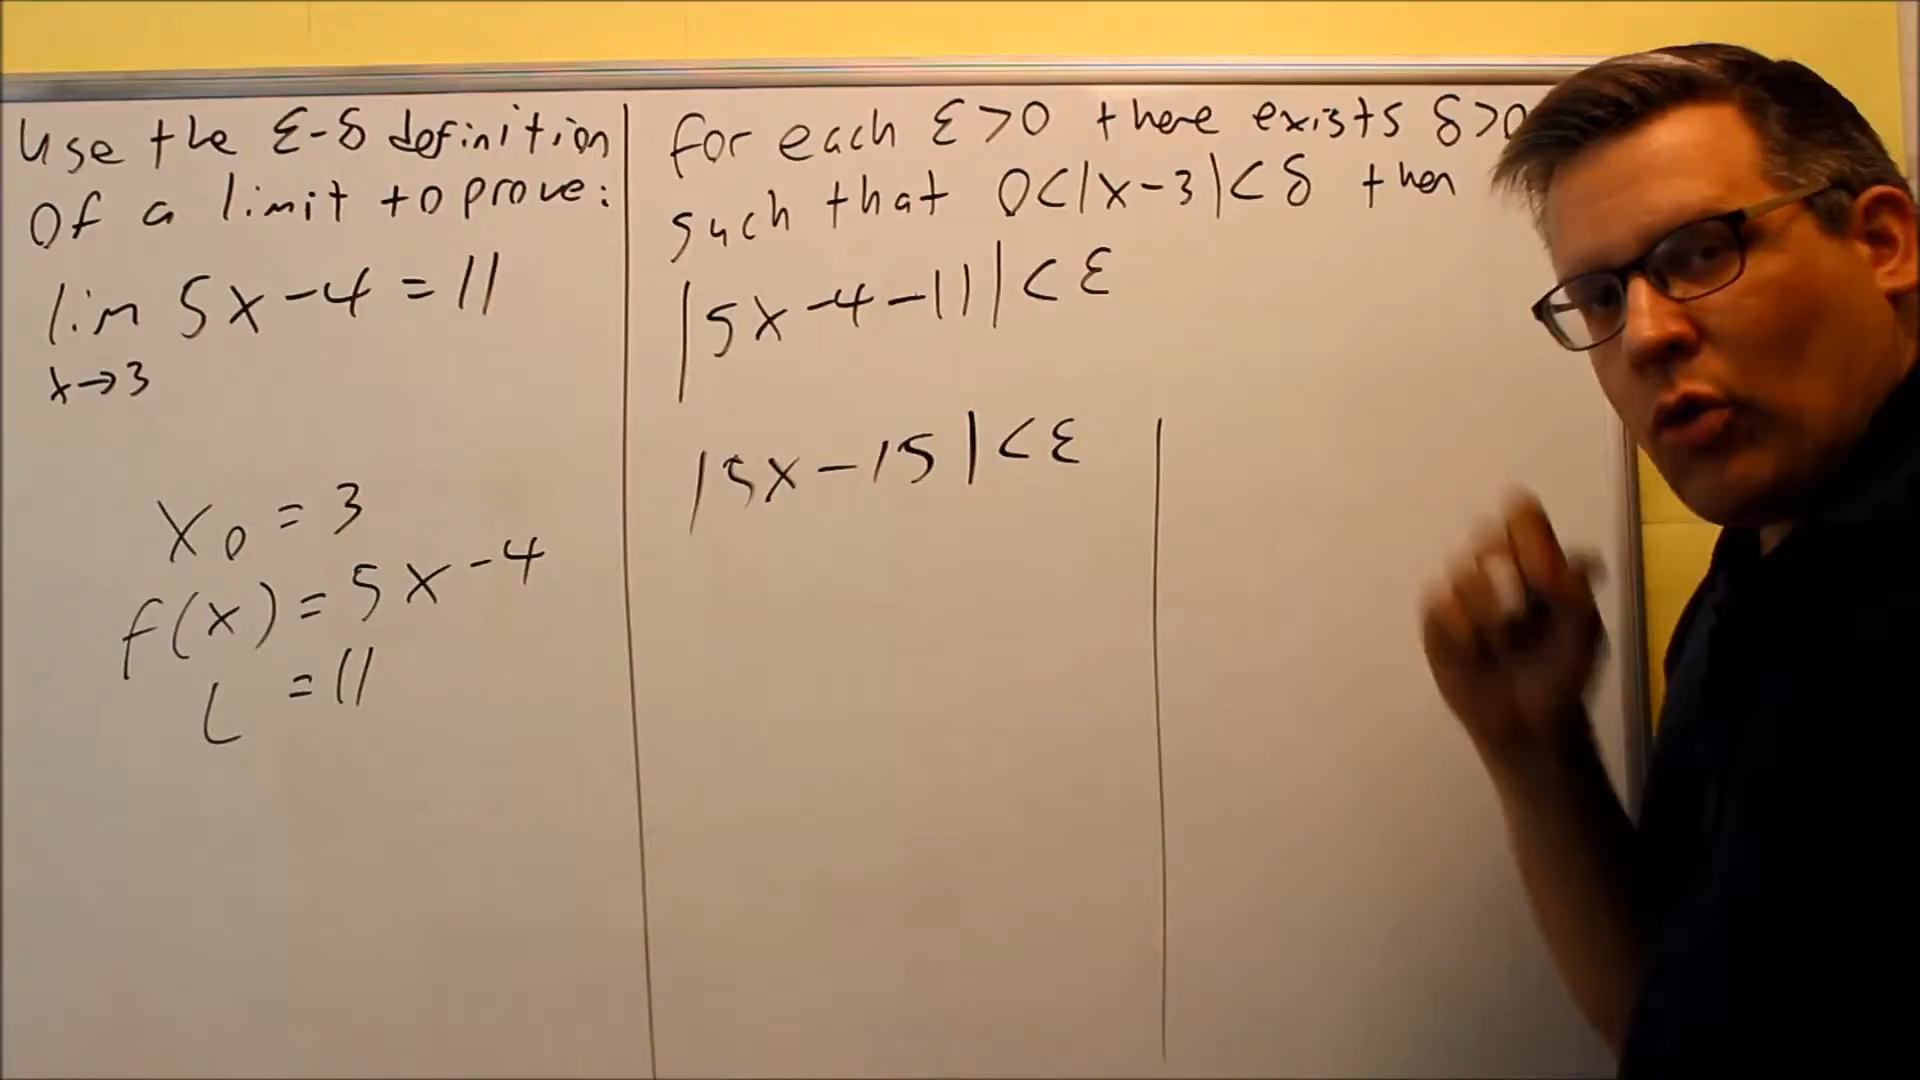 Use the ε-δ definition
of a limit to prove:
lim 5x-4 = 11
x→3
x₀ = 3
f(x) = 5x-4
L = 11
for each ε>0 there exists δ>0
such that 0<|x-3|<δ then
|5x-4-11|<ε
|5x-15|<ε